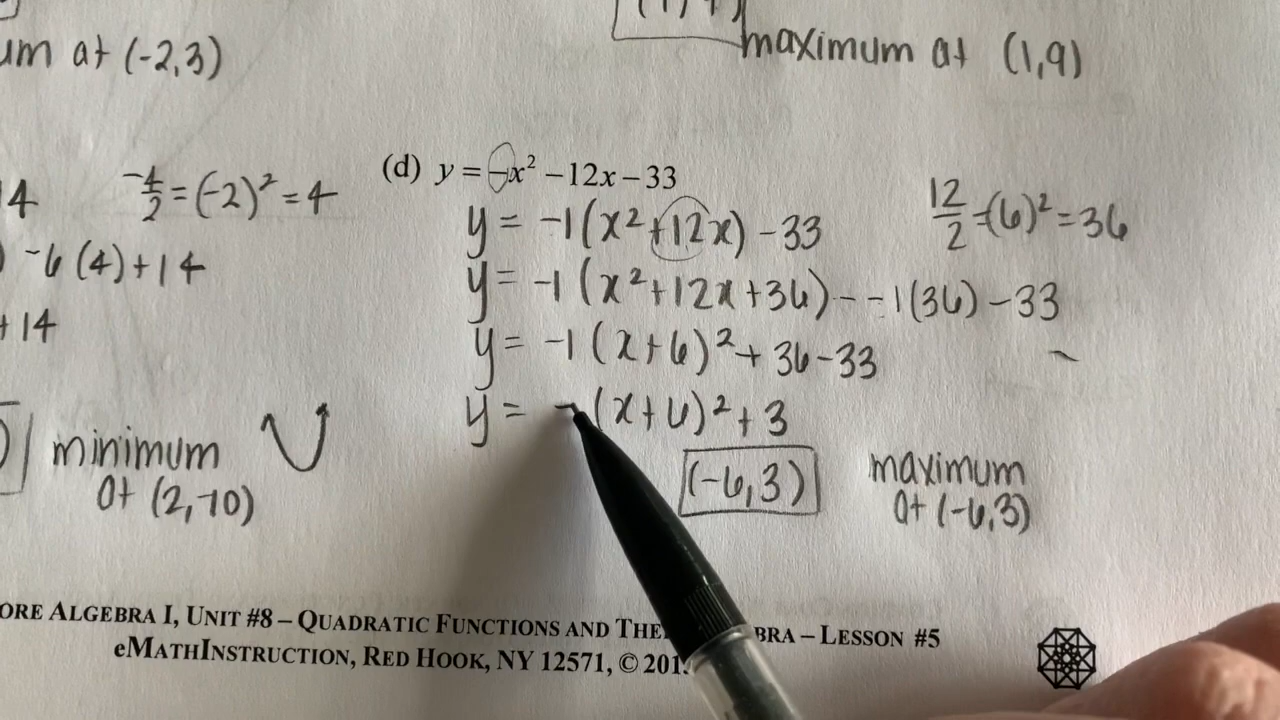 um at (-2,3)
maximum at (1,9)
14
-4/2 = (-2)² = 4
-6(4)+14
+14
minimum
at (2,-10)
(d) y = -x² - 12x - 33
y = -1(x²+12x) - 33
12/2 = (6)² = 36
y = -1(x²+12x+36) - -1(36) - 33
y = -1(x+6)² + 36 - 33
y = -(x+6)² + 3
(-6,3)
maximum
at (-6,3)
ORE ALGEBRA I, UNIT #8 – QUADRATIC FUNCTIONS AND THE BRA – LESSON #5
eMATHINSTRUCTION, RED HOOK, NY 12571, © 201